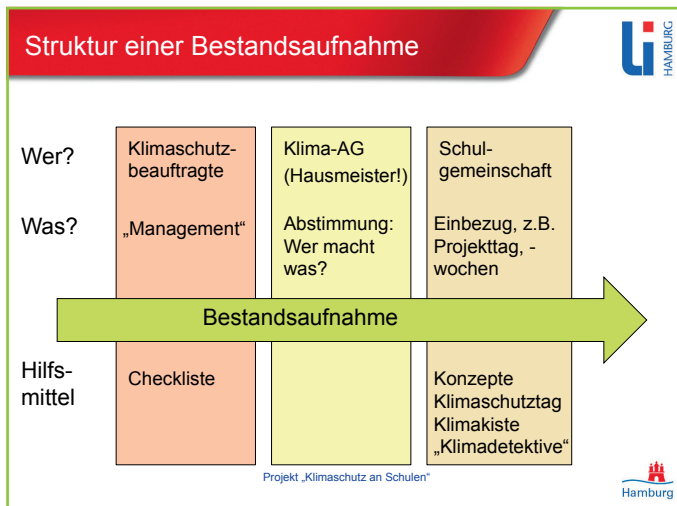 Struktur einer Bestandsaufnahme
Li
HAMBURG
Wer?
Klimaschutz-
beauftragte
Klima-AG
(Hausmeister!)
Schul-
gemeinschaft
Was?
„Management“
Abstimmung:
Wer macht
was?
Einbezug, z.B.
Projekttag, -
wochen
Bestandsaufnahme
Hilfs-
mittel
Checkliste
Konzepte
Klimaschutztag
Klimakiste
„Klimadetektive“
Projekt „Klimaschutz an Schulen“
Hamburg